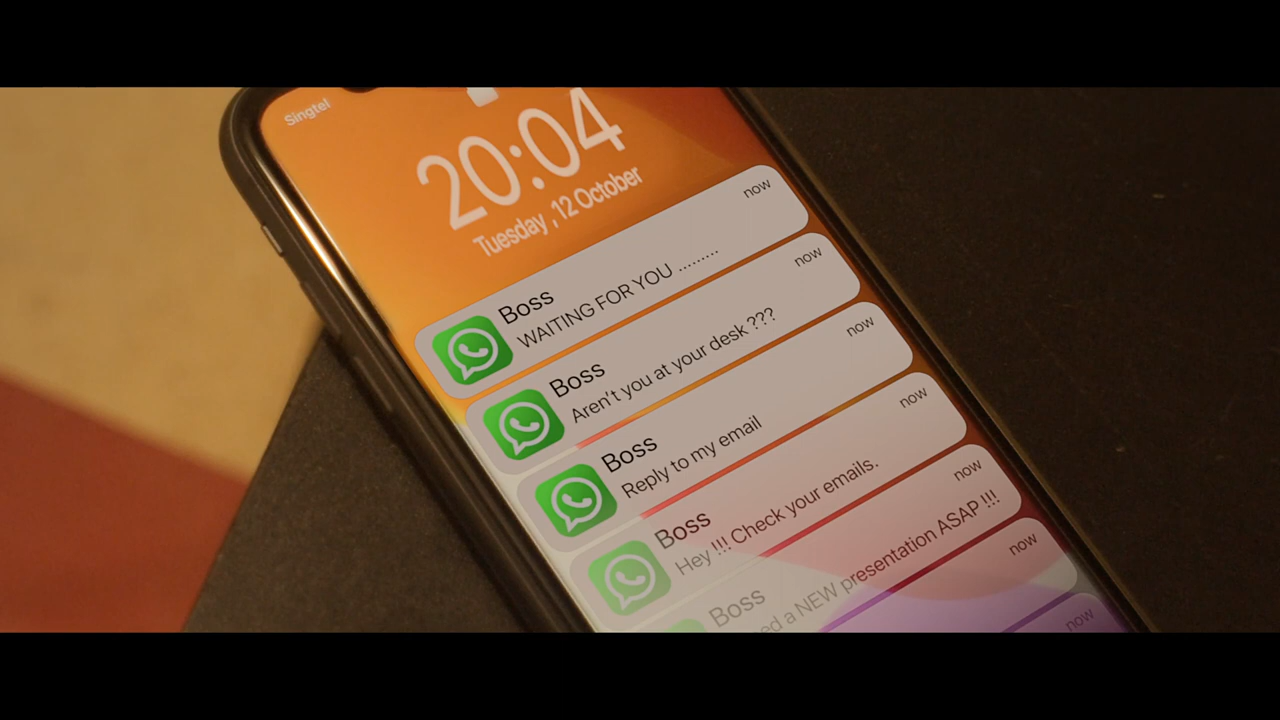 Singtel
20:04
Tuesday , 12 October
now
Boss
WAITING FOR YOU .........
now
Boss
Aren't you at your desk ???
now
Boss
Reply to my email
now
Boss
Hey !!! Check your emails.
now
Boss
a NEW presentation ASAP !!!
now
now